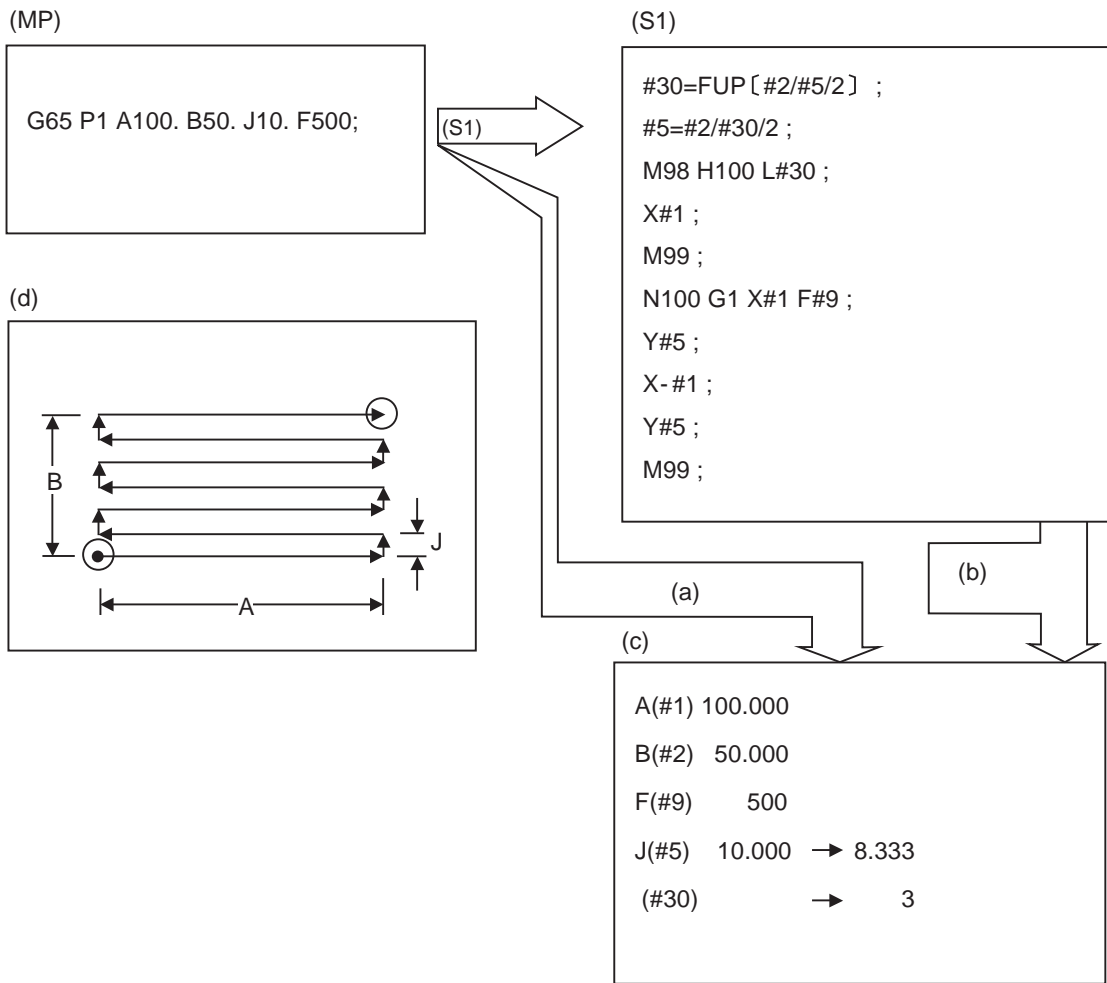 (MP)
G65 P1 A100. B50. J10. F500;
(S1)
(S1)
#30=FUP〔#2/#5/2〕 ;
#5=#2/#30/2 ;
M98 H100 L#30 ;
X#1 ;
M99 ;
N100 G1 X#1 F#9 ;
Y#5 ;
X-#1 ;
Y#5 ;
M99 ;
(d)
B
J
A
(a)
(b)
(c)
A(#1) 100.000
B(#2) 50.000
F(#9) 500
J(#5) 10.000 → 8.333
(#30) → 3